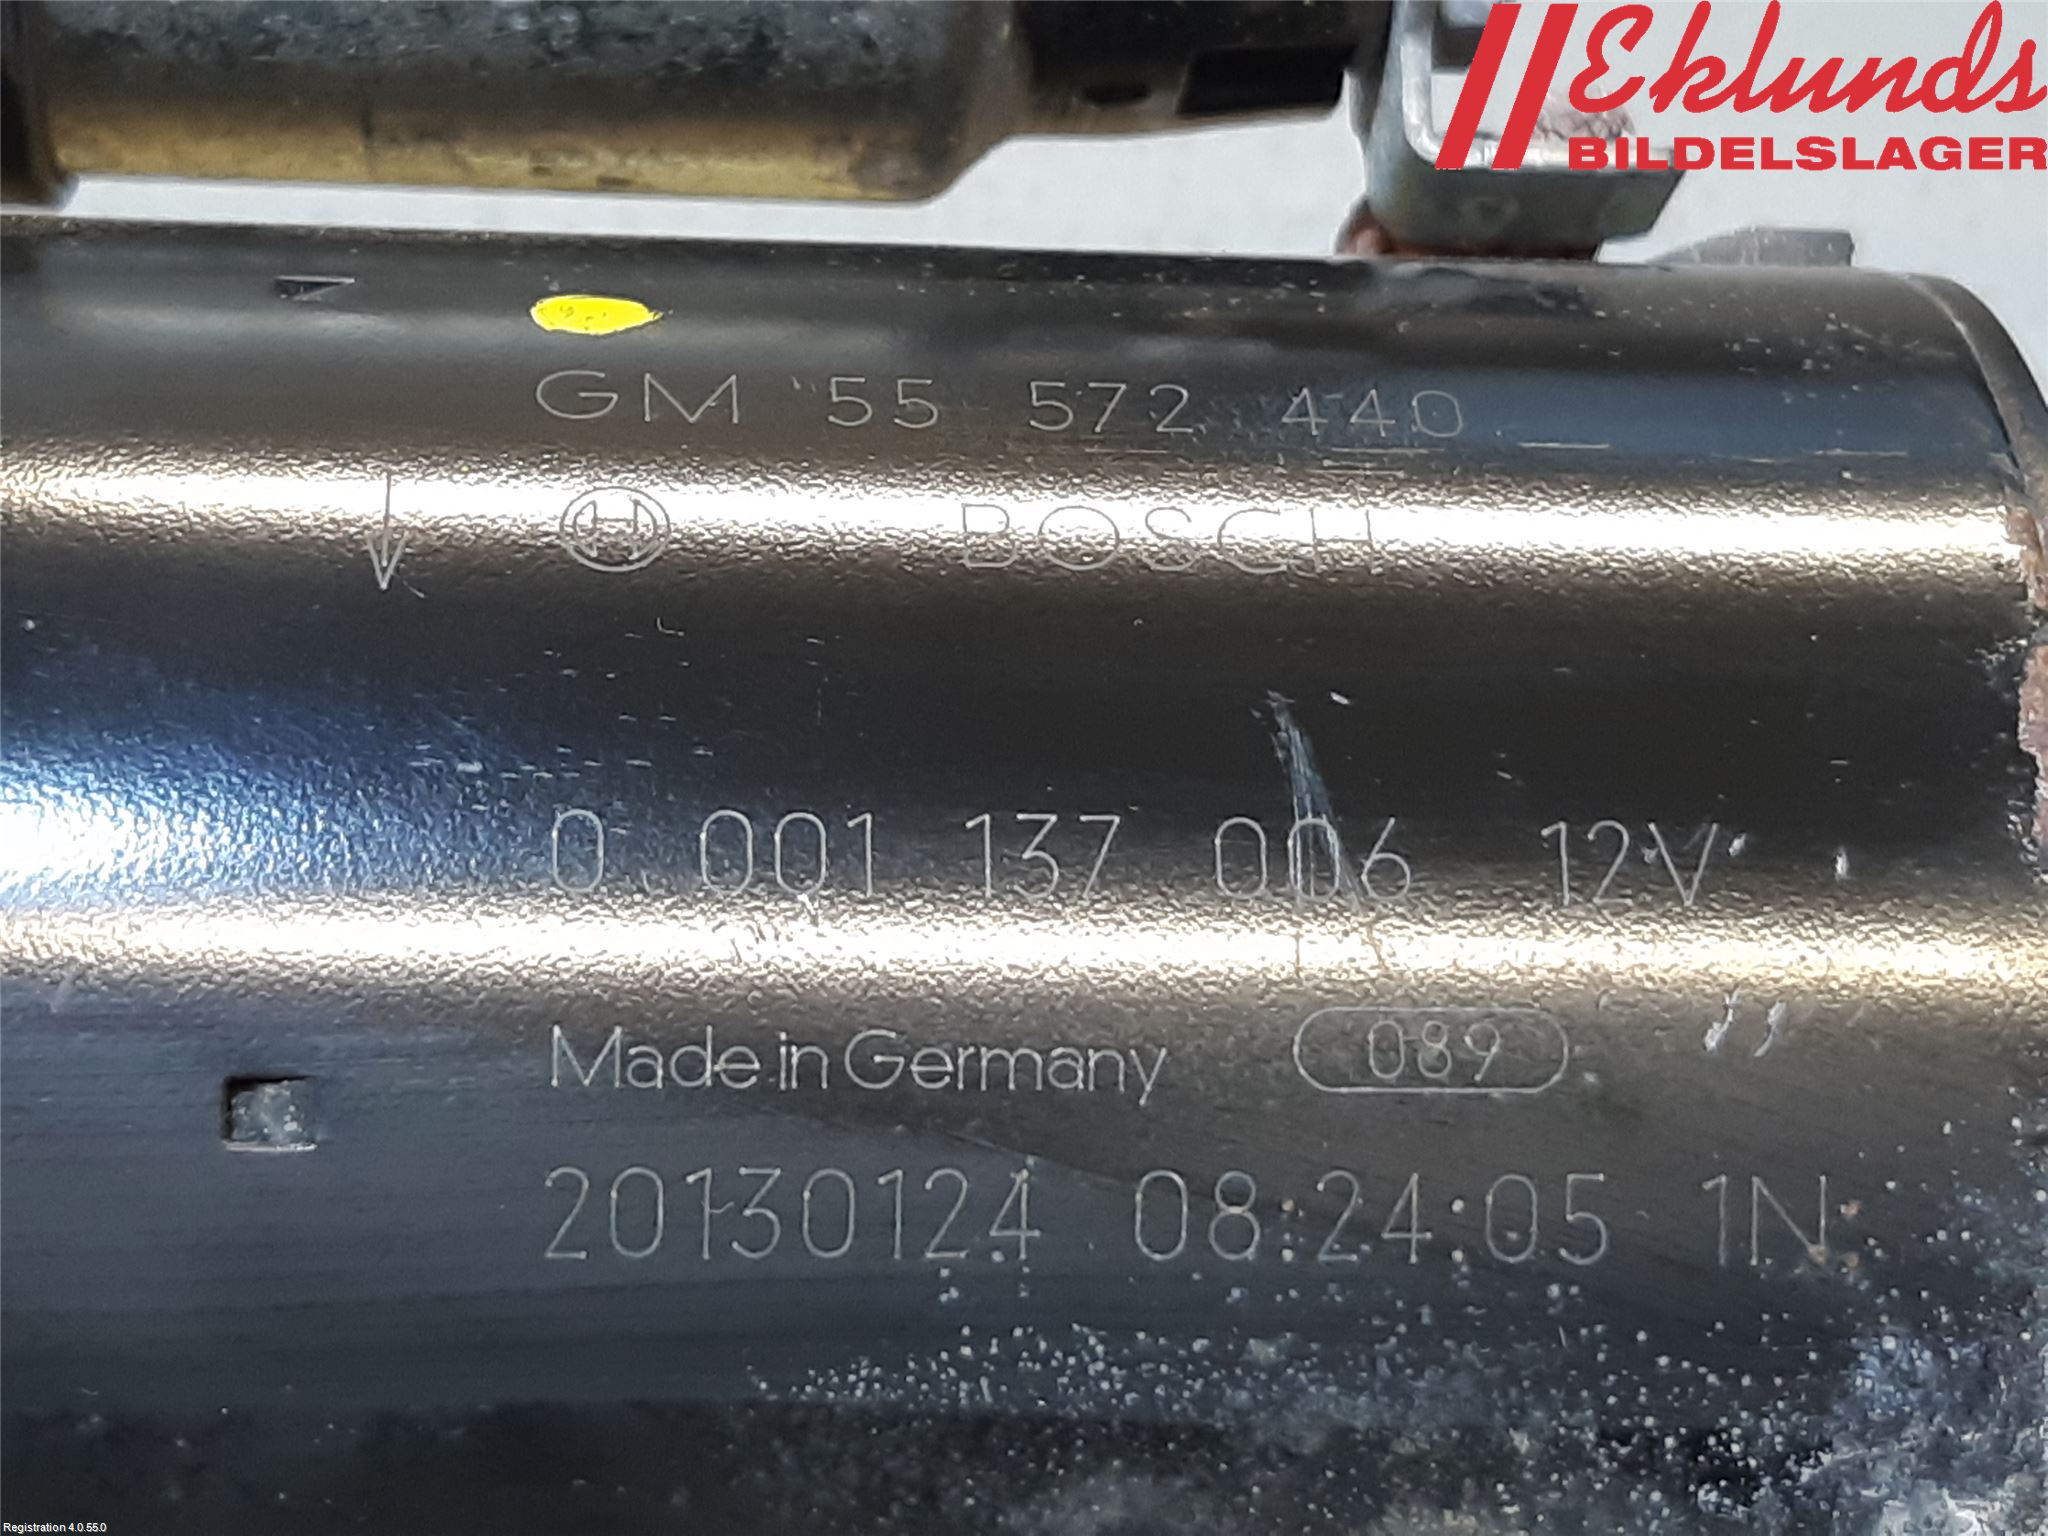 Eklunds
BILDELSLAGER
GM 55 572 440
BOSCH
0 001 137 006 12V
Made in Germany 089
20130124 08:24:05 1N
Registration 4.0.55.0